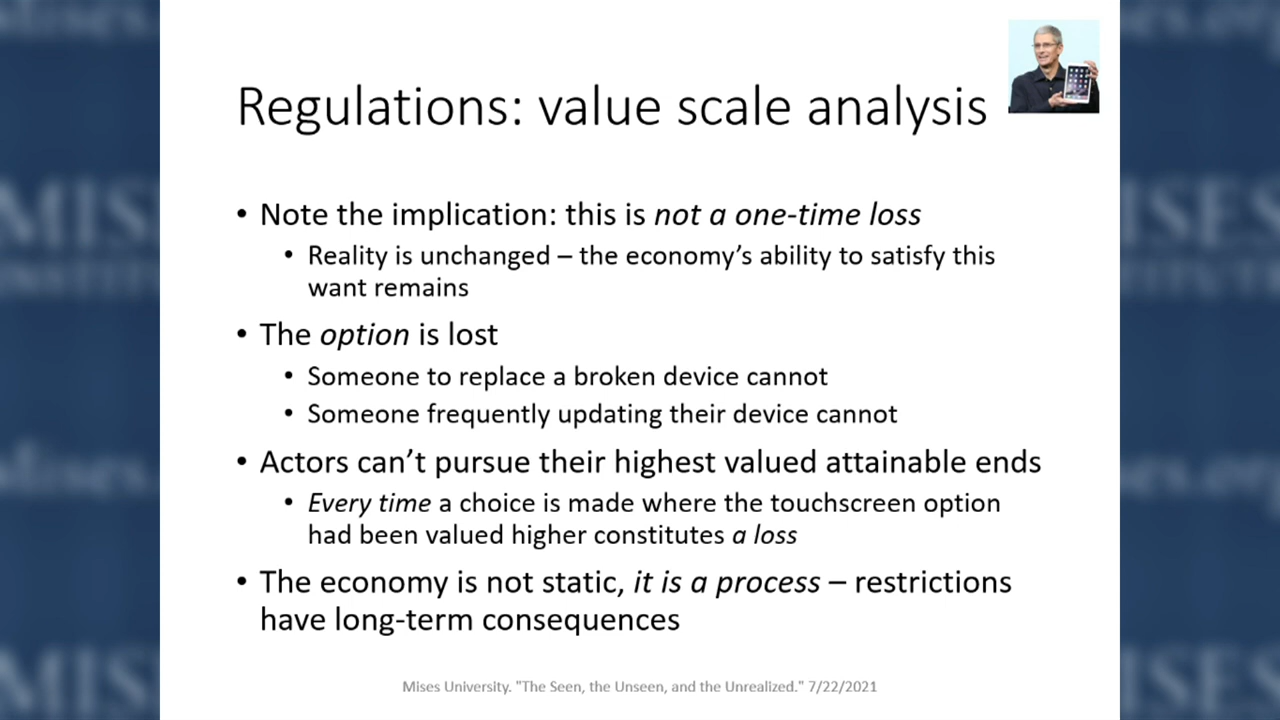 Regulations: value scale analysis
• Note the implication: this is not a one-time loss
• Reality is unchanged – the economy's ability to satisfy this
want remains
• The option is lost
• Someone to replace a broken device cannot
• Someone frequently updating their device cannot
• Actors can't pursue their highest valued attainable ends
• Every time a choice is made where the touchscreen option
had been valued higher constitutes a loss
• The economy is not static, it is a process – restrictions
have long-term consequences
Mises University. "The Seen, the Unseen, and the Unrealized." 7/22/2021